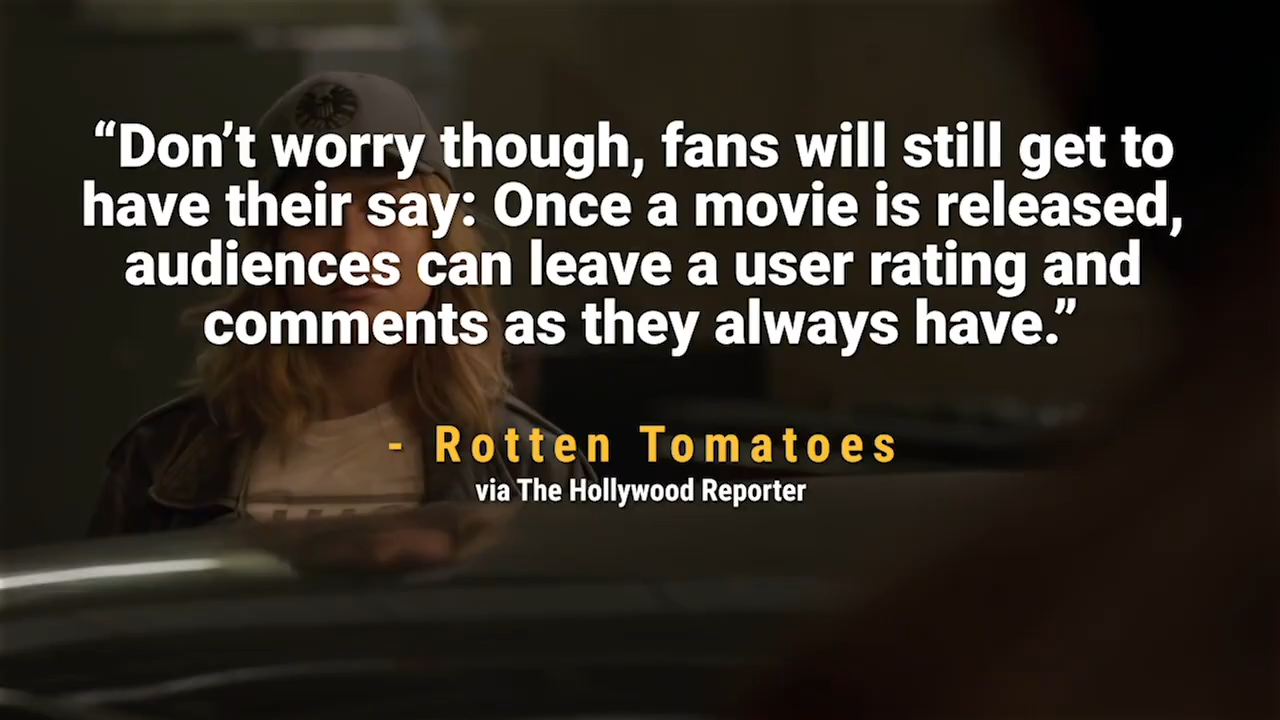 “Don’t worry though, fans will still get to
have their say: Once a movie is released,
audiences can leave a user rating and
comments as they always have.”
- Rotten Tomatoes
via The Hollywood Reporter